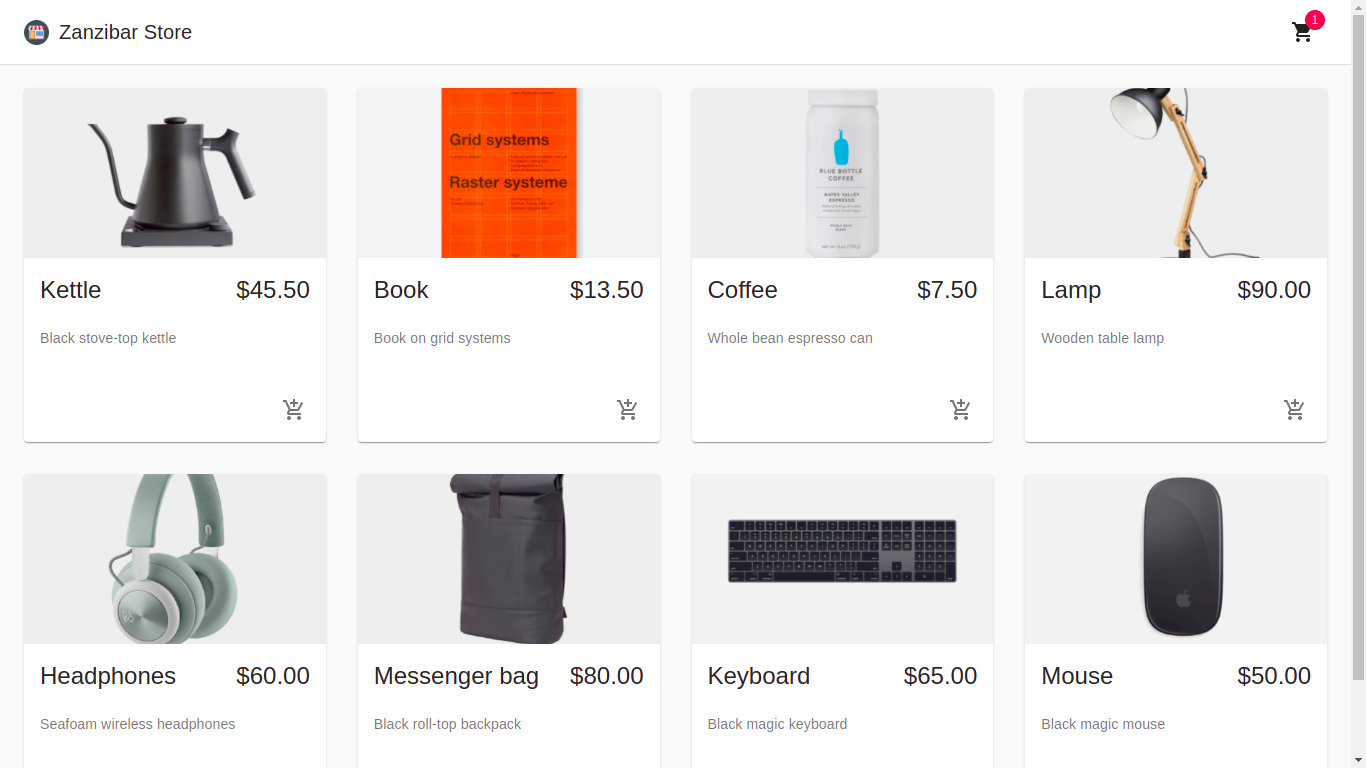 Zanzibar Store
1
Grid systems
Raster systeme
BLUE BOTTLE
COFFEE
HAYES VALLEY
ESPRESSO
Kettle $45.50
Black stove-top kettle
Book $13.50
Book on grid systems
Coffee $7.50
Whole bean espresso can
Lamp $90.00
Wooden table lamp
Headphones $60.00
Seafoam wireless headphones
Messenger bag $80.00
Black roll-top backpack
Keyboard $65.00
Black magic keyboard
Mouse $50.00
Black magic mouse